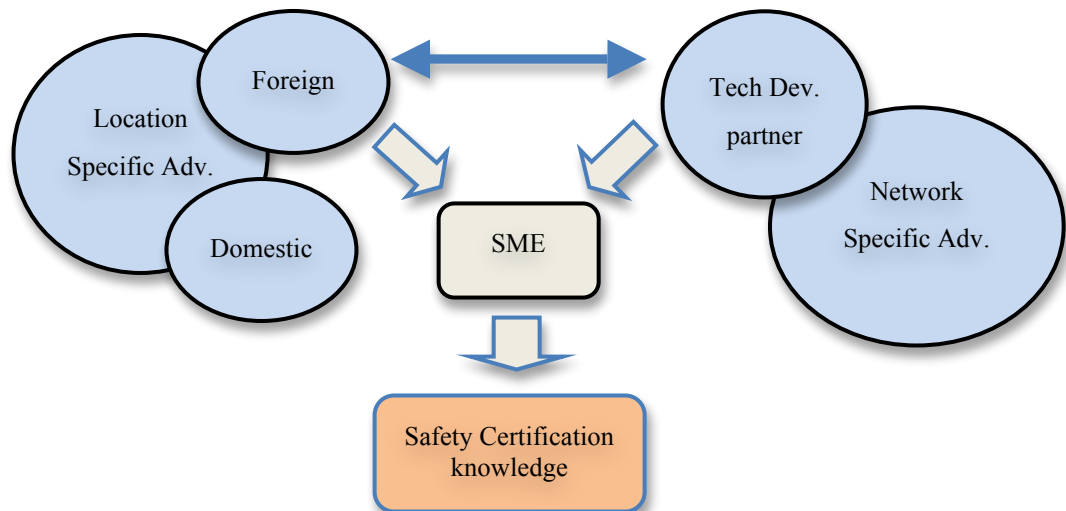 Foreign
Location
Specific Adv.
Domestic
Tech Dev.
partner
Network
Specific Adv.
SME
Safety Certification
knowledge